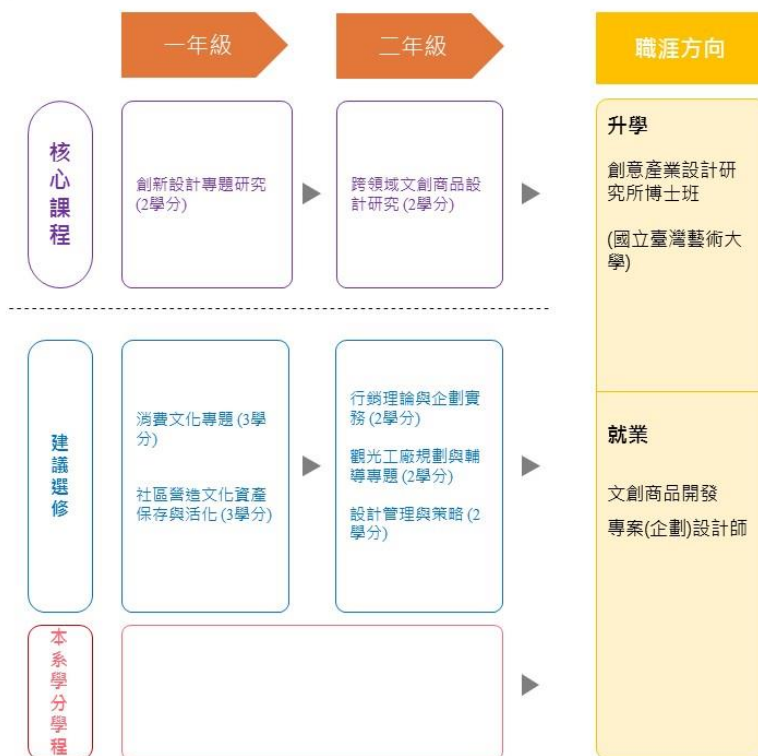 一年級
二年級
職涯方向
核心課程
創新設計專題研究
(2學分)
跨領域文創商品設
計研究 (2學分)
升學
創意產業設計研
究所博士班
(國立臺灣藝術大
學)
建議選修
消費文化專題 (3學
分)
社區營造文化資產
保存與活化 (3學分)
行銷理論與企劃實
務 (2學分)
觀光工廠規劃與輔
導專題 (2學分)
設計管理與策略 (2
學分)
就業
文創商品開發
專案(企劃)設計師
本系學分學程